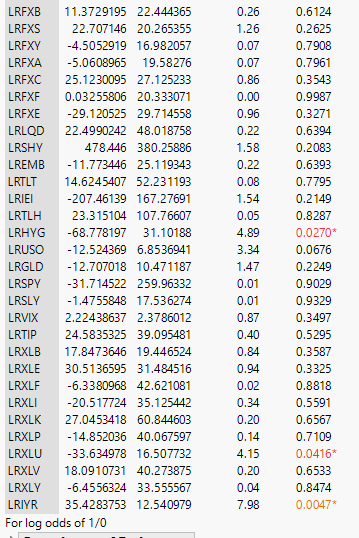 LRFXB 11.3729195 22.444365 0.26 0.6124
LRFXS 22.707146 20.265355 1.26 0.2625
LRFXY -4.5052919 16.982057 0.07 0.7908
LRFXA -5.0608965 19.58276 0.07 0.7961
LRFXC 25.1230095 27.125233 0.86 0.3543
LRFXF 0.03255806 20.333071 0.00 0.9987
LRFXE -29.120525 29.714558 0.96 0.3271
LRLQD 22.4990242 48.018758 0.22 0.6394
LRSHY 478.446 380.25886 1.58 0.2083
LREMB -11.773446 25.119343 0.22 0.6393
LRTLT 14.6245407 52.231193 0.08 0.7795
LRIEI -207.46139 167.27691 1.54 0.2149
LRTLH 23.315104 107.76607 0.05 0.8287
LRHYG -68.778197 31.10188 4.89 0.0270*
LRUSO -12.524369 6.8536941 3.34 0.0676
LRGLD -12.707018 10.471187 1.47 0.2249
LRSPY -31.714522 259.96332 0.01 0.9029
LRSLY -1.4755848 17.536274 0.01 0.9329
LRVIX 2.22438637 2.3786012 0.87 0.3497
LRTIP 24.5835325 39.095481 0.40 0.5295
LRXLB 17.8473646 19.446524 0.84 0.3587
LRXLE 30.5136595 31.484516 0.94 0.3325
LRXLF -6.3380968 42.621081 0.02 0.8818
LRXLI -20.517724 35.125442 0.34 0.5591
LRXLK 27.0453418 60.844603 0.20 0.6567
LRXLP -14.852036 40.067597 0.14 0.7109
LRXLU -33.634978 16.507732 4.15 0.0416*
LRXLV 18.0910731 40.273875 0.20 0.6533
LRXLY -6.4556324 33.555567 0.04 0.8474
LRIYR 35.4283753 12.540979 7.98 0.0047*
For log odds of 1/0